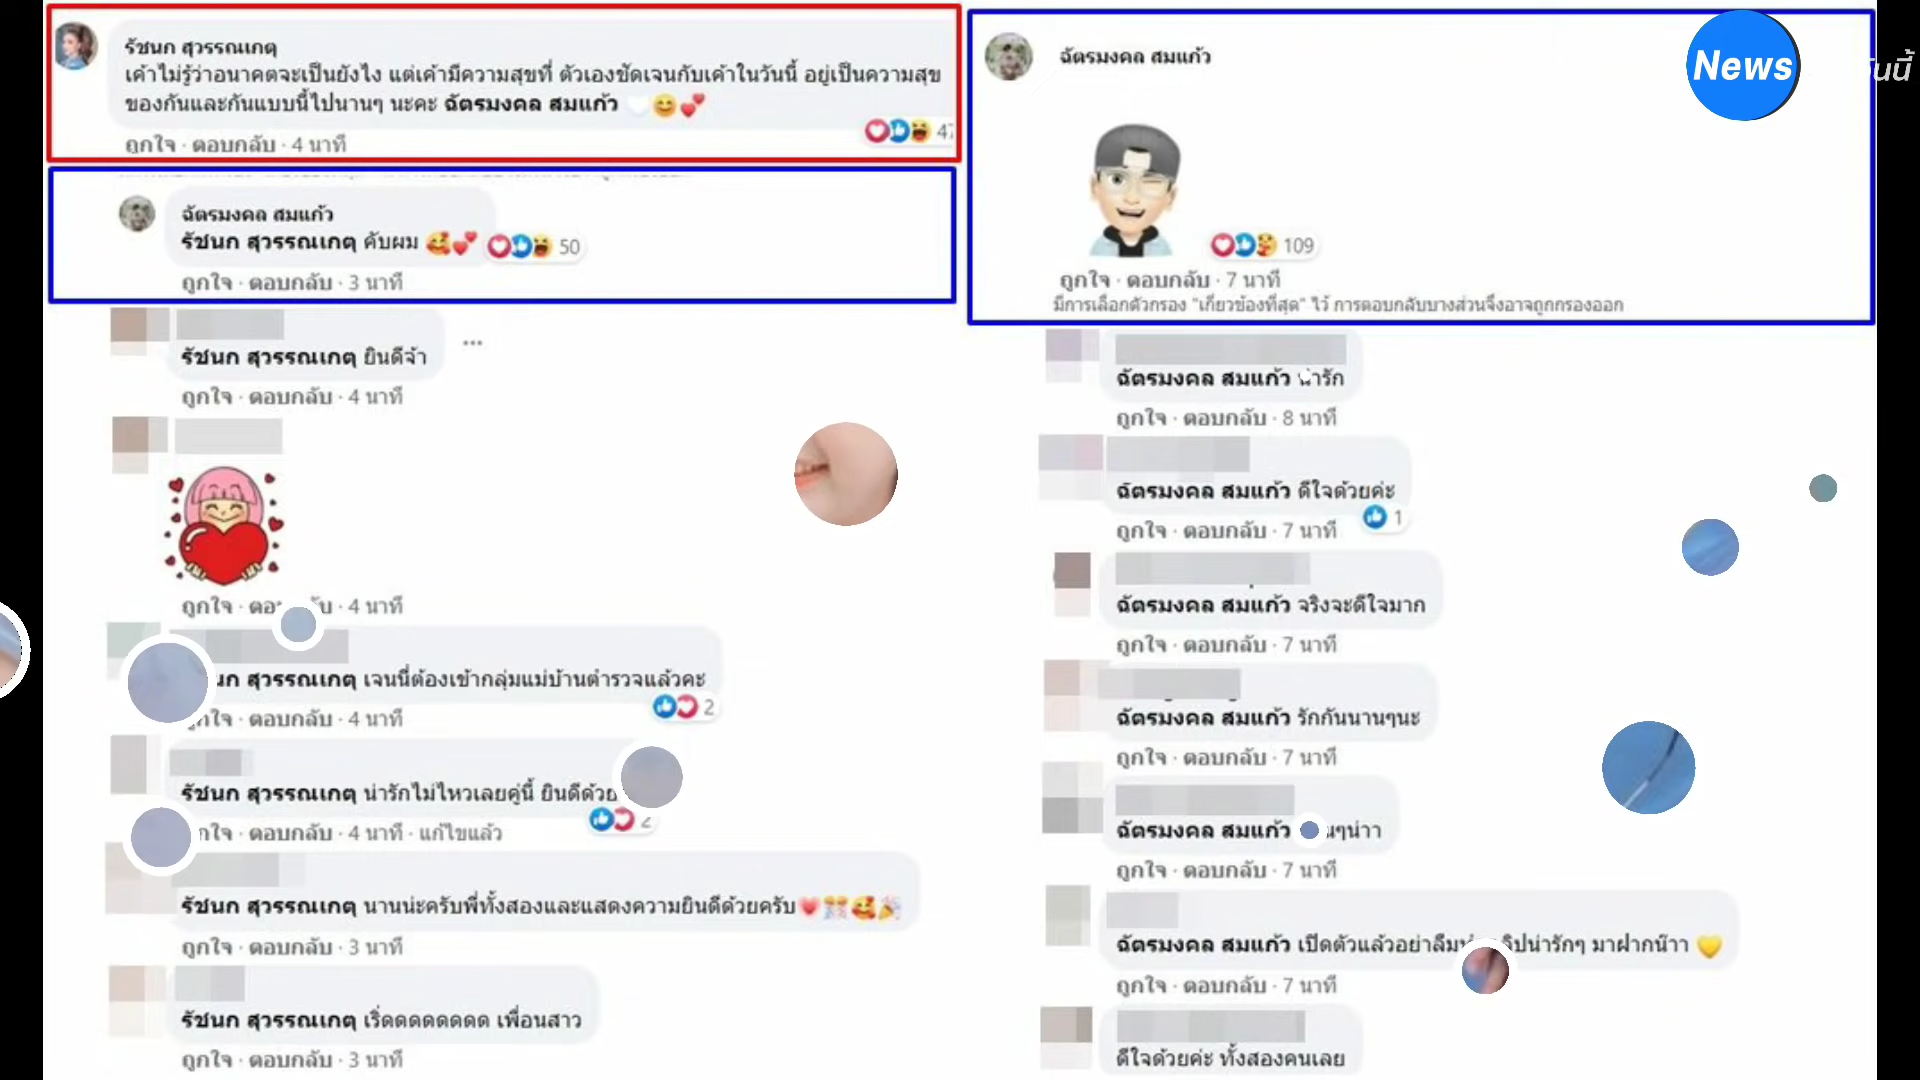 รัชนก สุวรรณเกตุ
เค้าไม่รู้ว่าอนาคตจะเป็นยังไง แต่เค้ามีความสุขที่ ตัวเองชัดเจนกับเค้าในวันนี้ อยู่เป็นความสุข
ของกันและกันแบบนี้ไปนานๆ นะคะ ฉัตรมงคล สมแก้ว 🤍😊💕
47
ถูกใจ · ตอบกลับ · 4 นาที
ฉัตรมงคล สมแก้ว
รัชนก สุวรรณเกตุ คับผม 🥰💕 50
ถูกใจ · ตอบกลับ · 3 นาที
รัชนก สุวรรณเกตุ ยินดีจ้า
ถูกใจ · ตอบกลับ · 4 นาที
ถูกใจ · · 4 นาที
สุวรรณเกตุ เจนนี่ต้องเข้ากลุ่มแม่บ้านตำรวจแล้วคะ
2
ตอบกลับ · 4 นาที
รัชนก สุวรรณเกตุ น่ารักไม่ไหวเลยคู่นี้ ยินดีด้วย
2
ตอบกลับ · 4 นาที · แก้ไขแล้ว
รัชนก สุวรรณเกตุ นานน่ะครับพี่ทั้งสองและแสดงความยินดีด้วยครับ❤️🎊🥰🎉
ถูกใจ · ตอบกลับ · 3 นาที
รัชนก สุวรรณเกตุ เริ่ดดดดดดดด เพื่อนสาว
ถูกใจ · ตอบกลับ · 3 นาที
ฉัตรมงคล สมแก้ว
News
109
ถูกใจ · ตอบกลับ · 7 นาที
มีการเลือกตัวกรอง "เกี่ยวข้องที่สุด" ไว้ การตอบกลับบางส่วนจึงอาจถูกกรองออก
ฉัตรมงคล สมแก้ว น่ารัก
ถูกใจ · ตอบกลับ · 8 นาที
ฉัตรมงคล สมแก้ว ดีใจด้วยค่ะ
1
ถูกใจ · ตอบกลับ · 7 นาที
ฉัตรมงคล สมแก้ว จริงจะดีใจมาก
ถูกใจ · ตอบกลับ · 7 นาที
ฉัตรมงคล สมแก้ว รักกันนานๆนะ
ถูกใจ · ตอบกลับ · 7 นาที
ฉัตรมงคล สมแก้ว
ถูกใจ · ตอบกลับ · 7 นาที
ฉัตรมงคล สมแก้ว เปิดตัวแล้วอย่าลืม น่ารักๆ มาฝากน๊าา 💛
ถูกใจ · ตอบกลับ · 7 นาที
ดีใจด้วยค่ะ ทั้งสองคนเลย